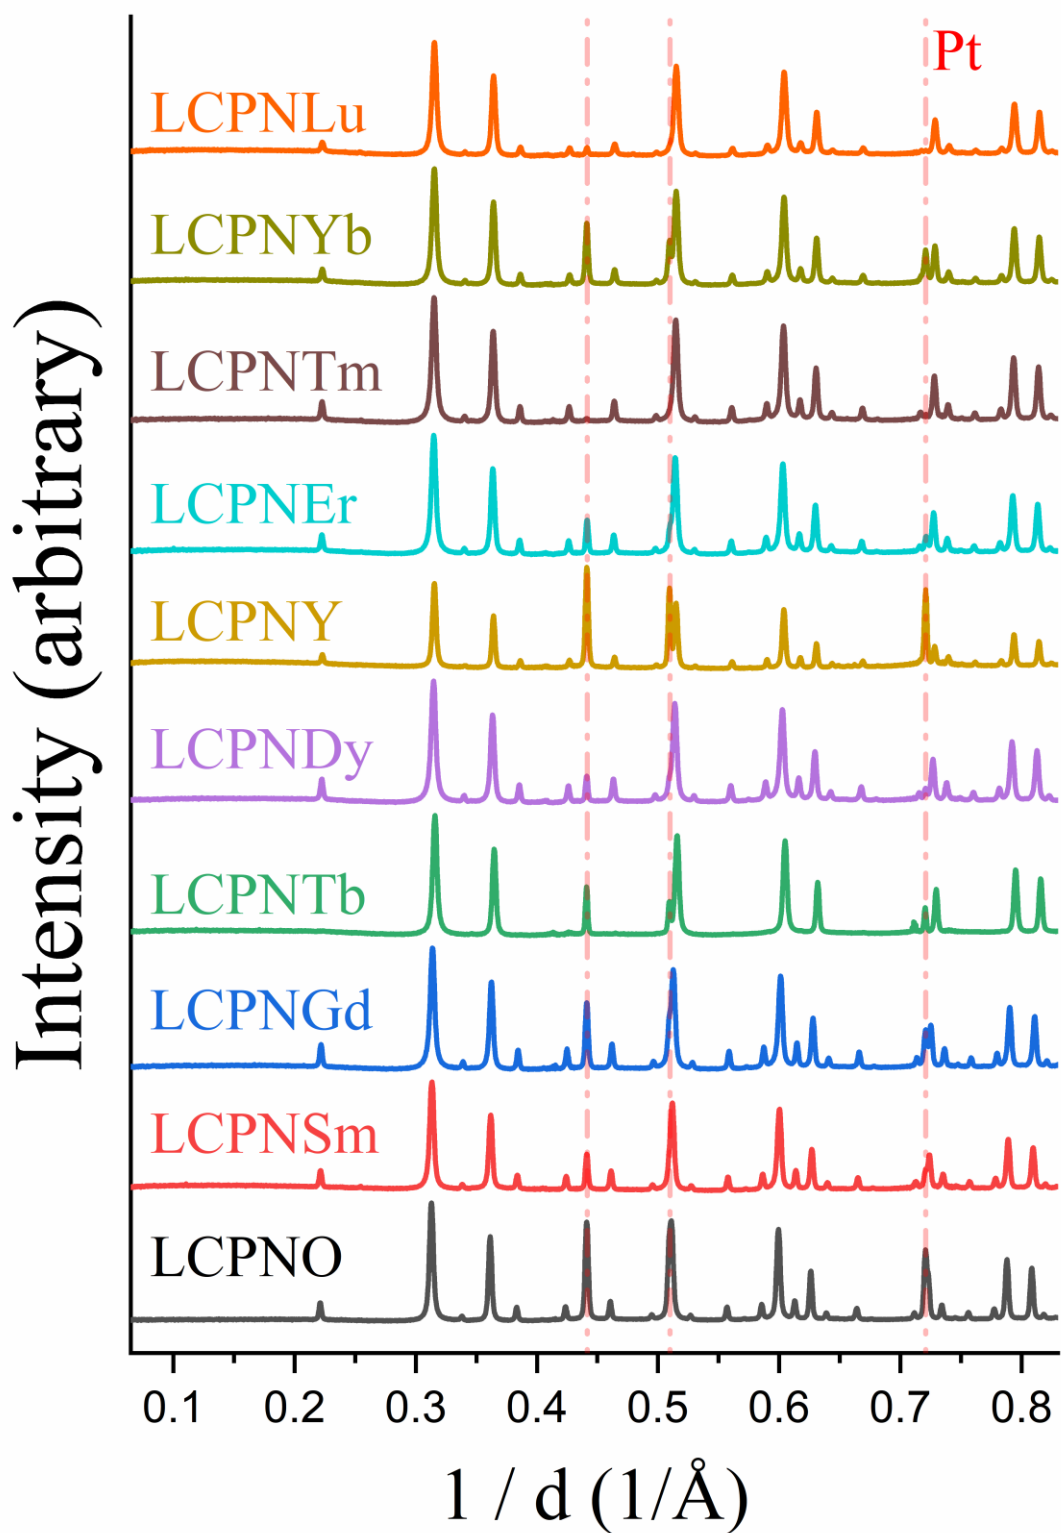 Pt
LCPNLu
LCPNYb
LCPNTm
LCPNEr
LCPNY
LCPNDy
LCPNTb
LCPNGd
LCPNSm
LCPNO
Intensity (arbitrary)
0.1 0.2 0.3 0.4 0.5 0.6 0.7 0.8
1 / d (1/Å)